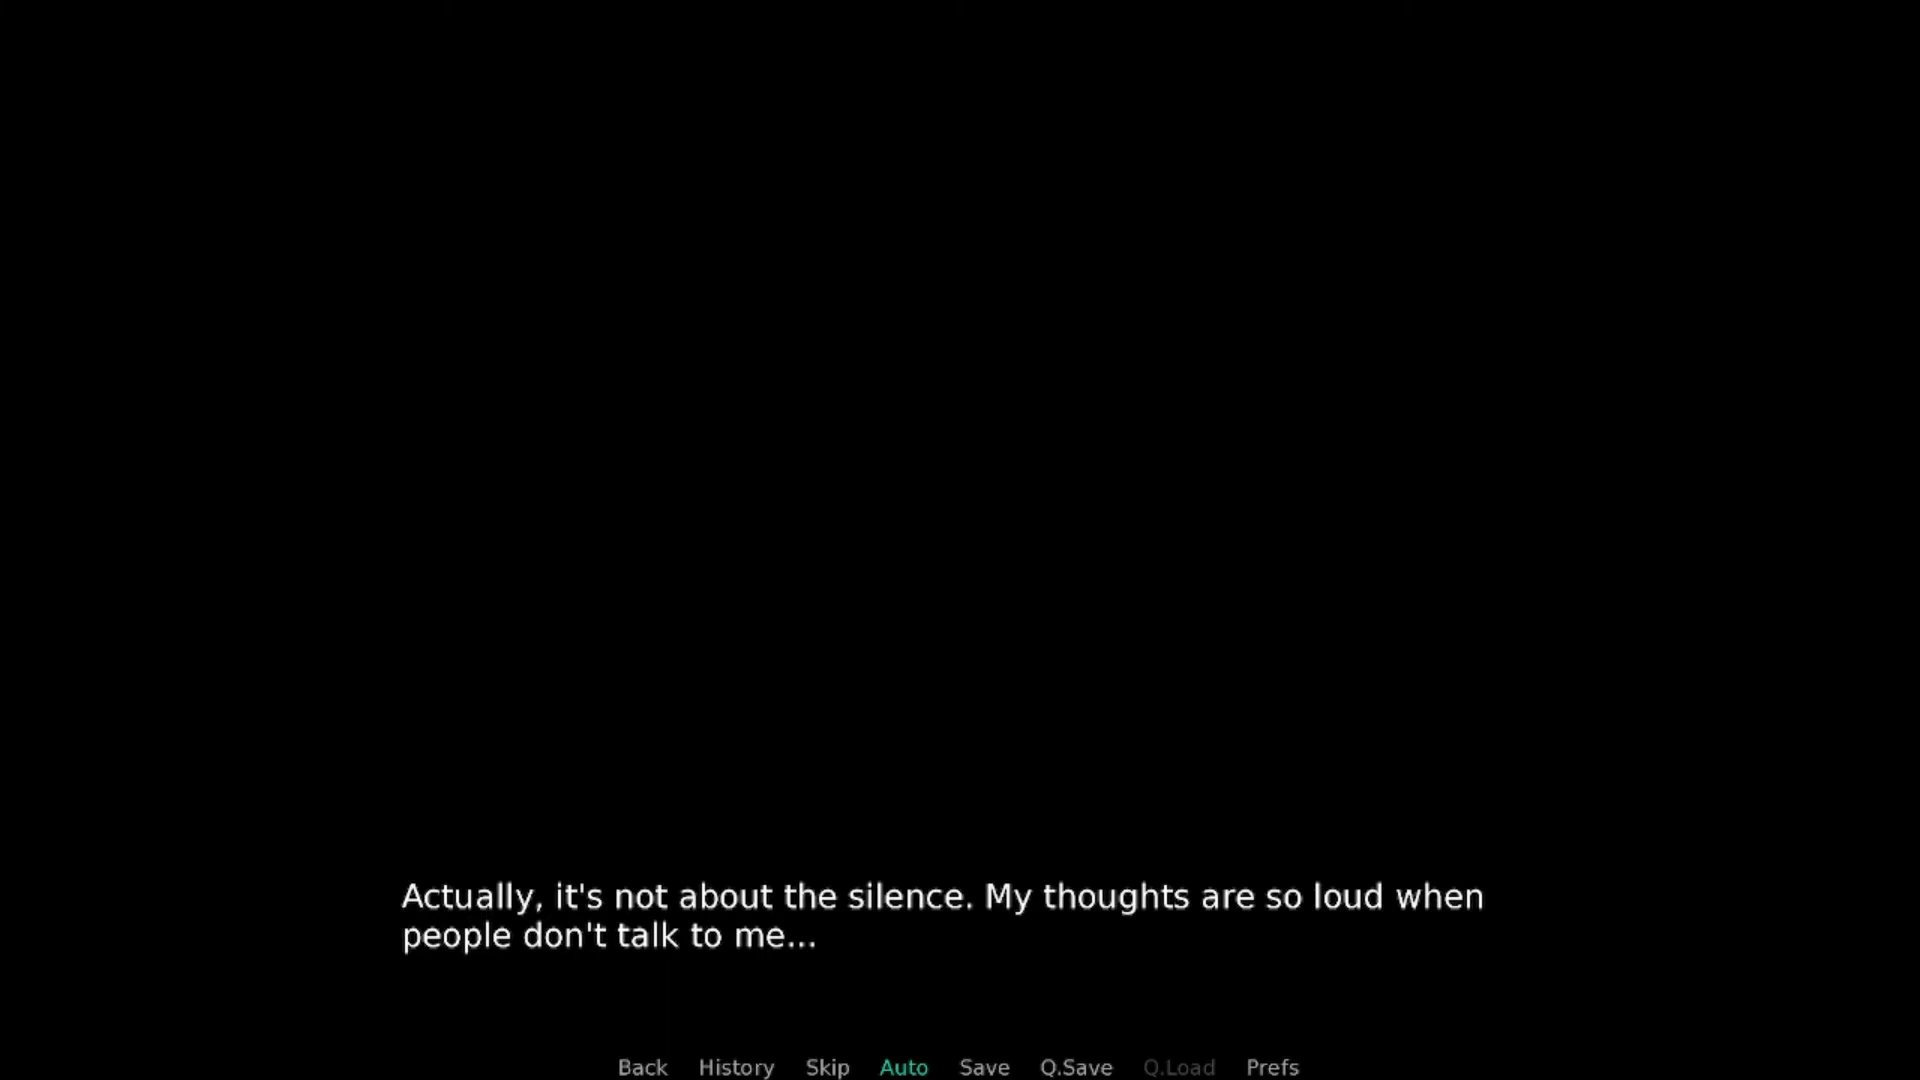 Actually, it's not about the silence. My thoughts are so loud when
people don't talk to me...
Back History Skip Auto Save Q.Save Q.Load Prefs